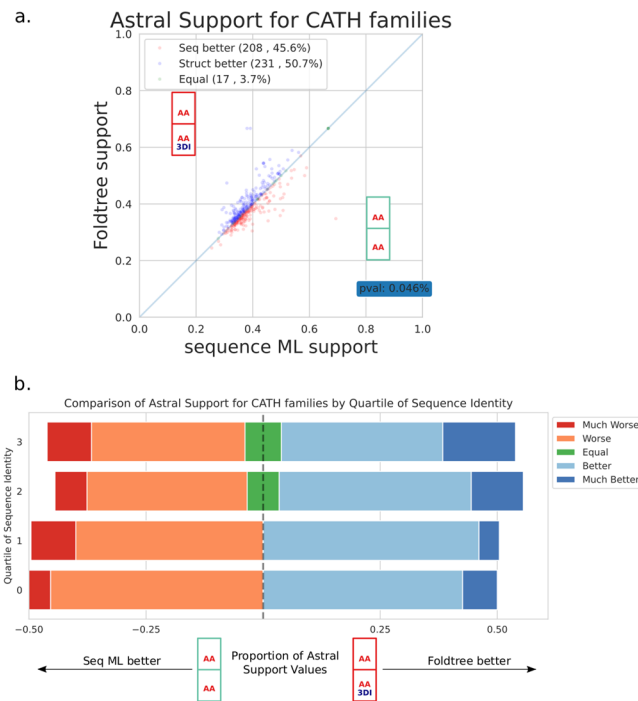 a.
Astral Support for CATH families
1.0
Seq better (208 , 45.6%)
Struct better (231 , 50.7%)
Equal (17 , 3.7%)
0.8
AA
AA
3DI
0.6
Foldtree support
0.4
AA
AA
0.2
pval: 0.046%
0.0
0.0 0.2 0.4 0.6 0.8 1.0
sequence ML support
b.
Comparison of Astral Support for CATH families by Quartile of Sequence Identity
Quartile of Sequence Identity
3
2
1
0
Much Worse
Worse
Equal
Better
Much Better
−0.50 −0.25 0.25 0.50
Seq ML better
AA
AA
Proportion of Astral
Support Values
AA
AA
3DI
Foldtree better